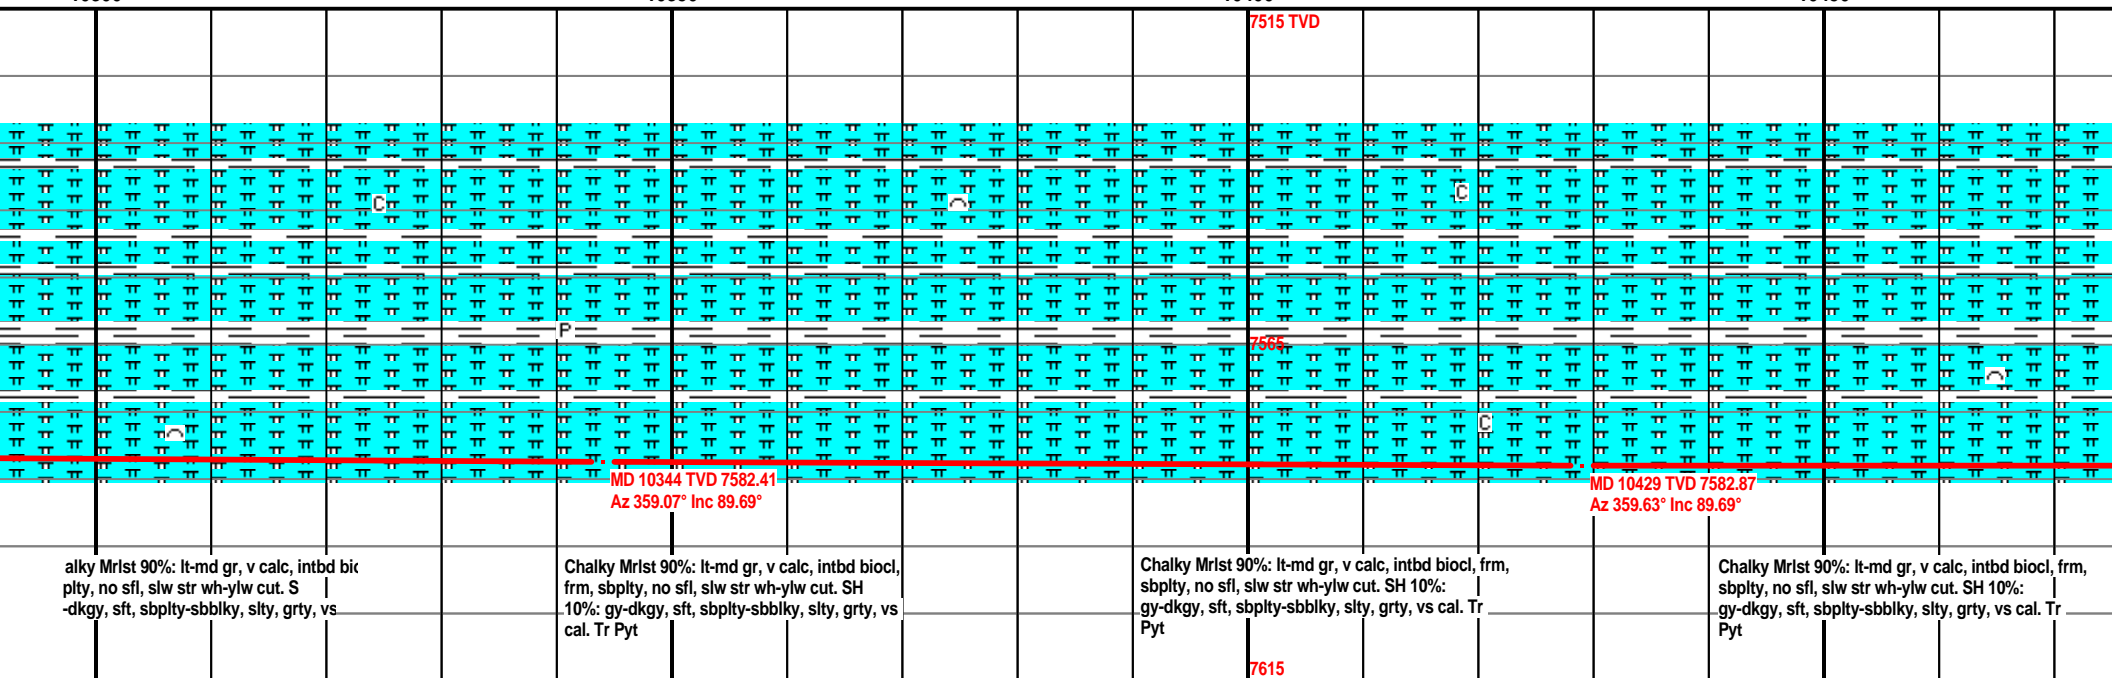 7515 TVD
C
C
P
7565
C
MD 10344 TVD 7582.41
Az 359.07° Inc 89.69°
MD 10429 TVD 7582.87
Az 359.63° Inc 89.69°
alky Mrlst 90%: lt-md gr, v calc, intbd bio
plty, no sfl, slw str wh-ylw cut. S
-dkgy, sft, sbplty-sbblky, slty, grty, vs
Chalky Mrlst 90%: lt-md gr, v calc, intbd biocl,
frm, sbplty, no sfl, slw str wh-ylw cut. SH
10%: gy-dkgy, sft, sbplty-sbblky, slty, grty, vs
cal. Tr Pyt
Chalky Mrlst 90%: lt-md gr, v calc, intbd biocl, frm,
sbplty, no sfl, slw str wh-ylw cut. SH 10%:
gy-dkgy, sft, sbplty-sbblky, slty, grty, vs cal. Tr
Pyt
Chalky Mrlst 90%: lt-md gr, v calc, intbd biocl, frm,
sbplty, no sfl, slw str wh-ylw cut. SH 10%:
gy-dkgy, sft, sbplty-sbblky, slty, grty, vs cal. Tr
Pyt
7615